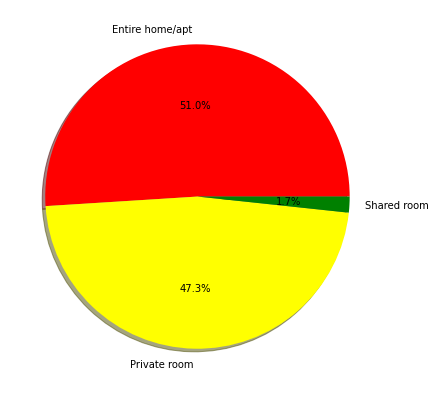 Entire home/apt
51.0%
1.7%
Shared room
47.3%
Private room